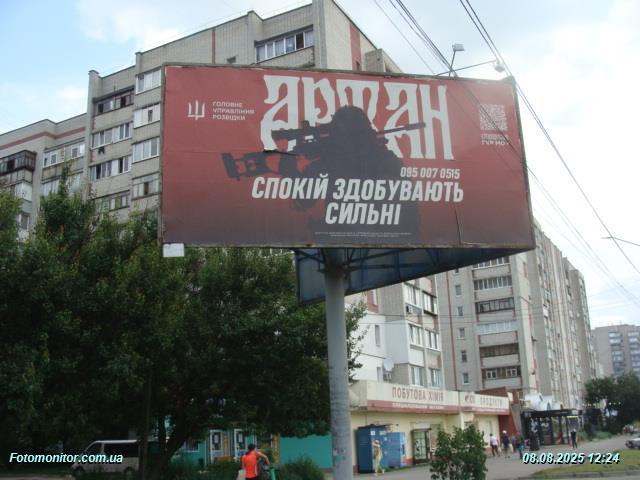 ГОЛОВНЕ
УПРАВЛІННЯ
РОЗВІДКИ
АРТАН
095 007 0515
СПОКІЙ ЗДОБУВАЮТЬ
СИЛЬНІ
ПОБУТОВА ХІМІЯ
ПРОДУКТИ
Fotomonitor.com.ua
08.08.2025 12:24